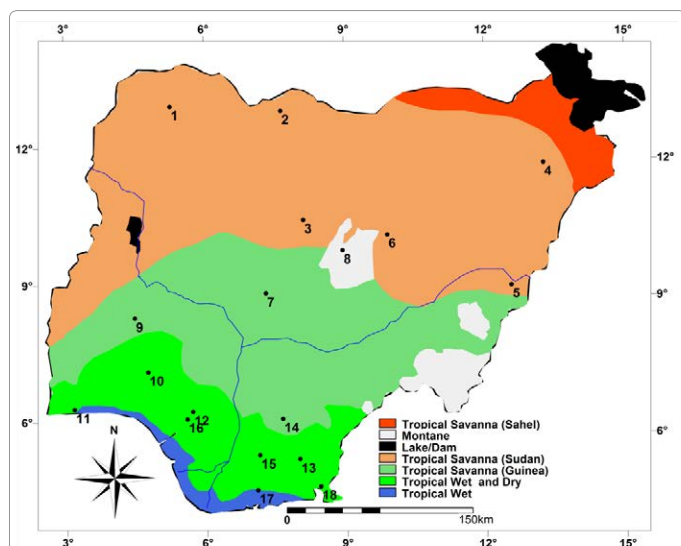 3° 6° 9° 12° 15°
1
2
12° 4 12°
3
6
8
9° 5 9°
7
9
10
11 12
6° 16 14 6°
N
15 13
17 18
Tropical Savanna (Sahel)
Montane
Lake/Dam
Tropical Savanna (Sudan)
Tropical Savanna (Guinea)
Tropical Wet and Dry
Tropical Wet
0 150km
3° 6° 9° 12° 15°